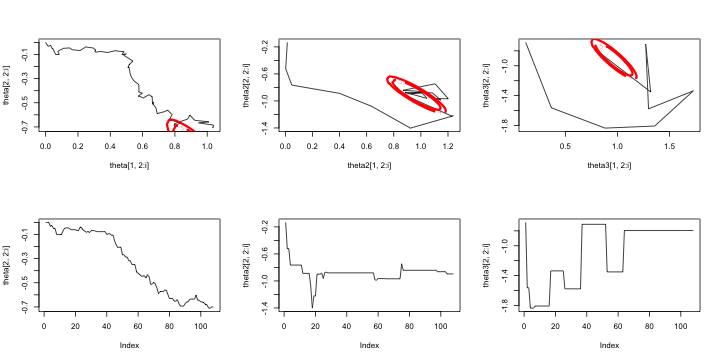 theta[2, 2:i]
-0.7 -0.5 -0.3 -0.1
0.0 0.2 0.4 0.6 0.8 1.0
theta[1, 2:i]
theta2[2, 2:i]
-1.4 -1.0 -0.6 -0.2
0.0 0.2 0.4 0.6 0.8 1.0 1.2
theta2[1, 2:i]
theta3[2, 2:i]
-1.8 -1.4 -1.0
0.5 1.0 1.5
theta3[1, 2:i]
theta[2, 2:i]
-0.7 -0.5 -0.3 -0.1
0 20 40 60 80 100
Index
theta2[2, 2:i]
-1.4 -1.0 -0.6 -0.2
0 20 40 60 80 100
Index
theta3[2, 2:i]
-1.8 -1.4 -1.0
0 20 40 60 80 100
Index